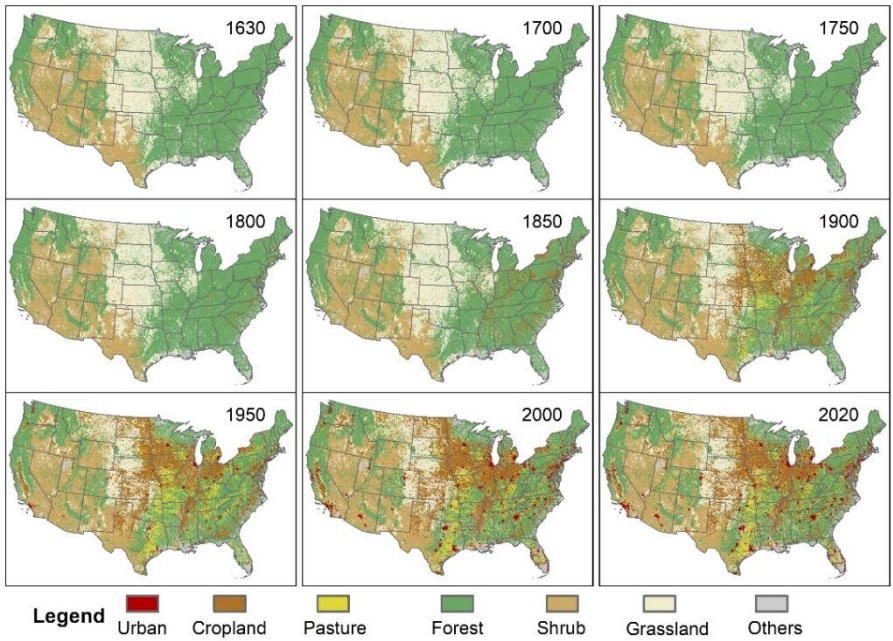 1630
1700
1750
1800
1850
1900
1950
2000
2020
Legend
Urban
Cropland
Pasture
Forest
Shrub
Grassland
Others